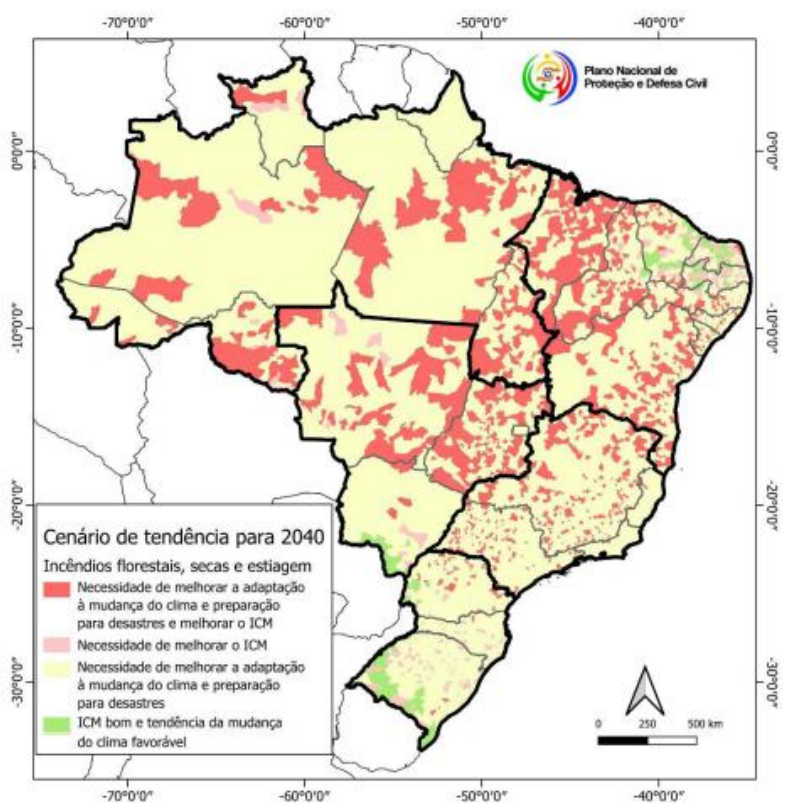 -70°0'0"
-60°0'0"
-50°0'0"
-40°0'0"
Plano Nacional de
Proteção e Defesa Civil
0°0'0"
0°0'0"
-10°0'0"
-10°0'0"
-20°0'0"
-20°0'0"
-30°0'0"
-30°0'0"
Cenário de tendência para 2040
Incêndios florestais, secas e estiagem
Necessidade de melhorar a adaptação
à mudança do clima e preparação
para desastres e melhorar o ICM
Necessidade de melhorar o ICM
Necessidade de melhorar a adaptação
à mudança do clima e preparação
para desastres
ICM bom e tendência da mudança
do clima favorável
0 250 500 km
-70°0'0"
-60°0'0"
-50°0'0"
-40°0'0"